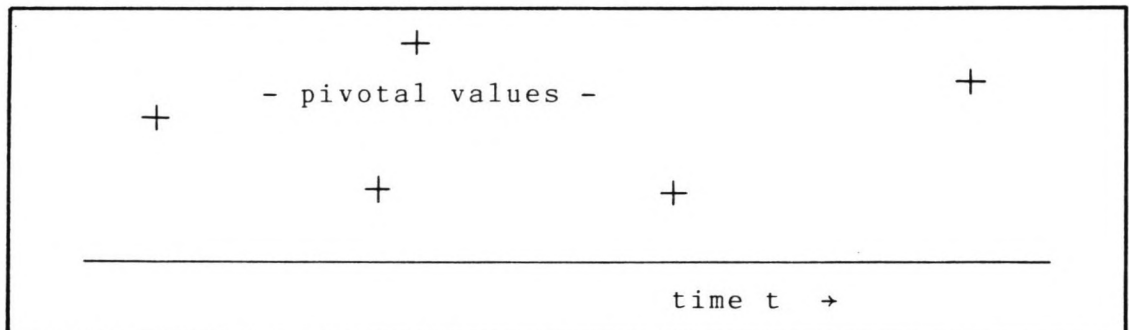 - pivotal values -
time t →